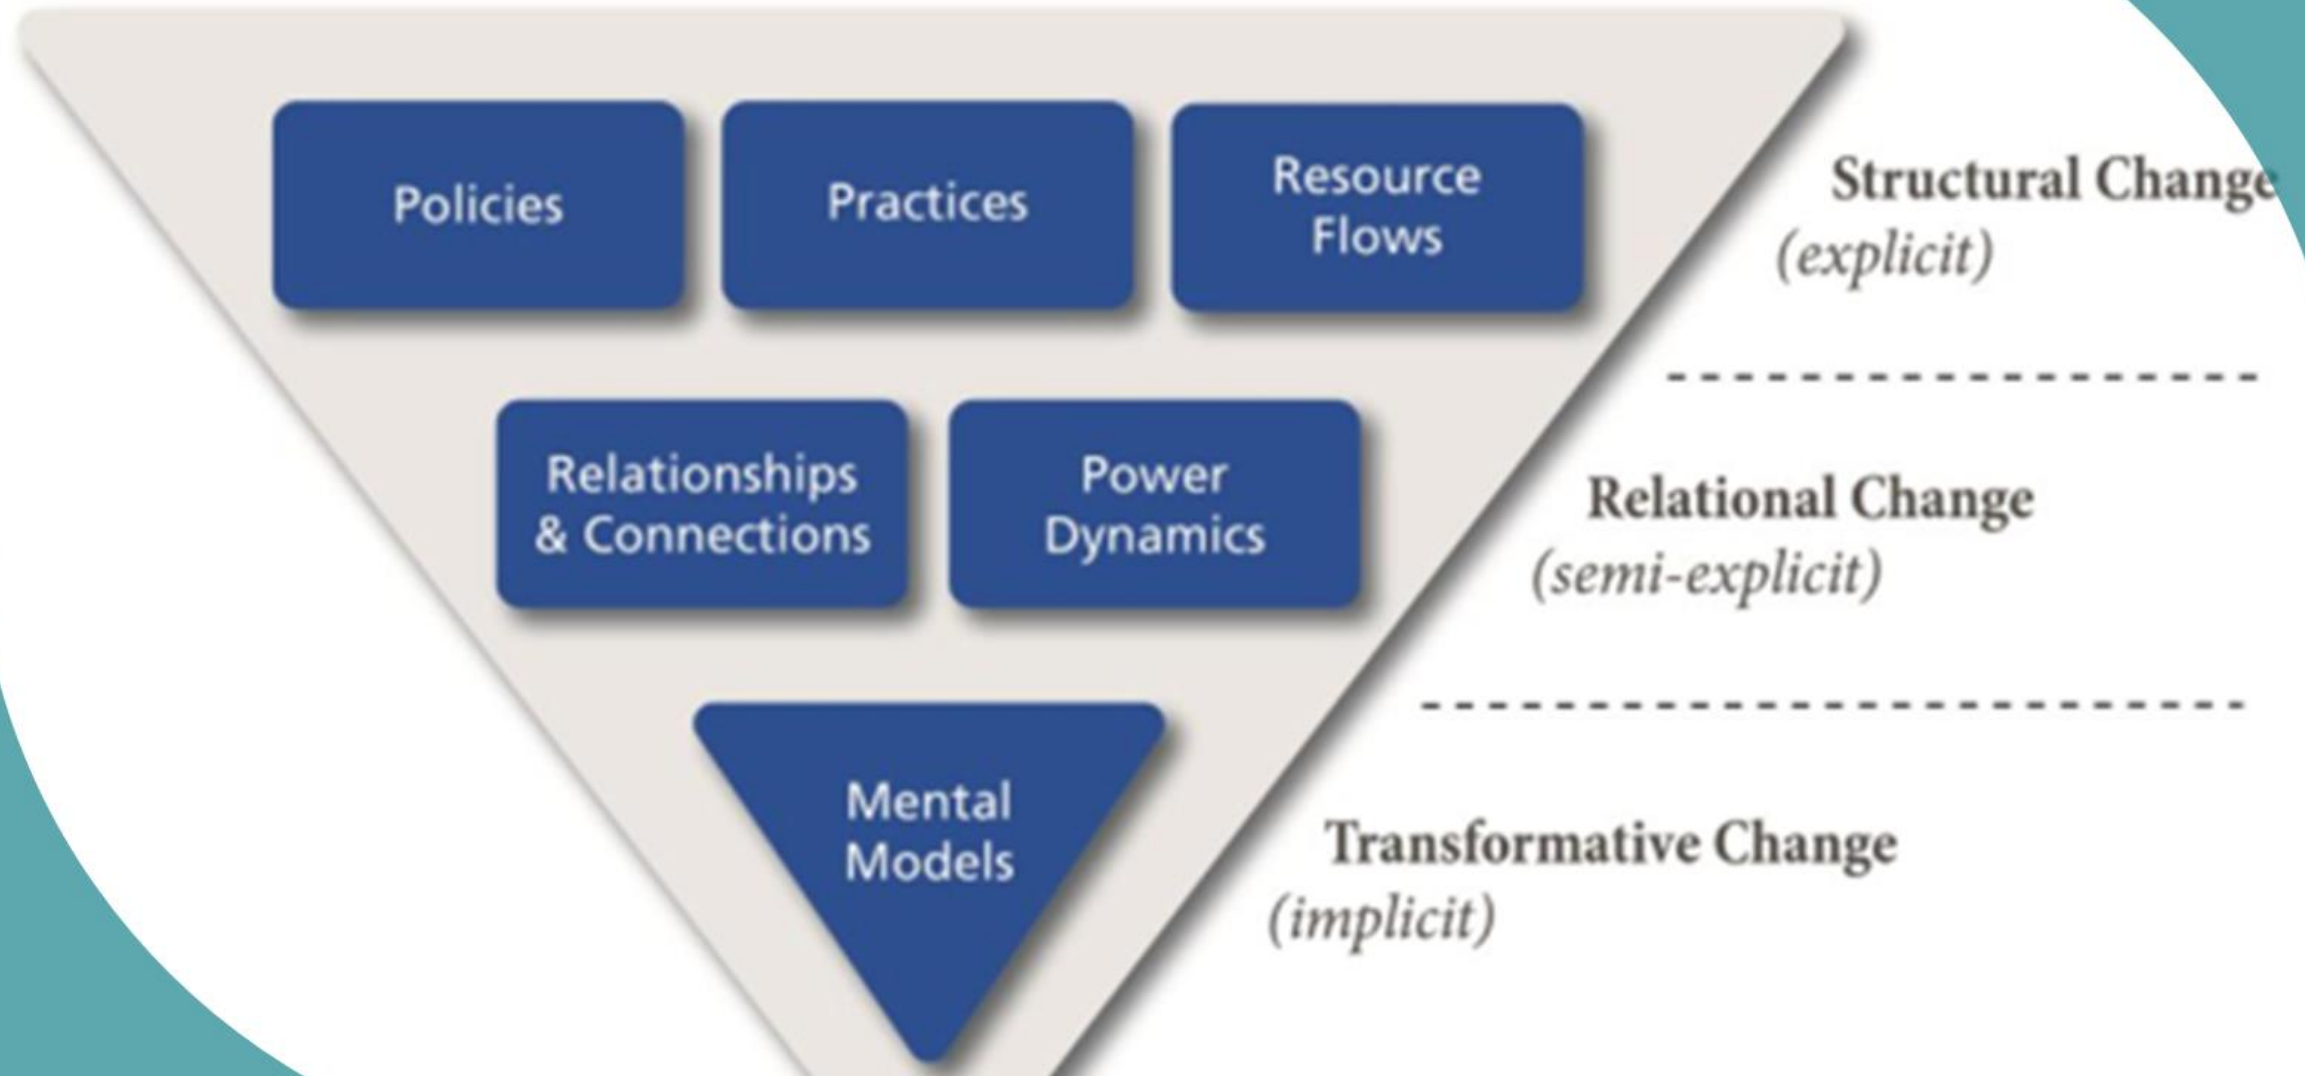 Policies
Practices
Resource
Flows
Structural Change
(explicit)
Relationships
& Connections
Power
Dynamics
Relational Change
(semi-explicit)
Mental
Models
Transformative Change
(implicit)